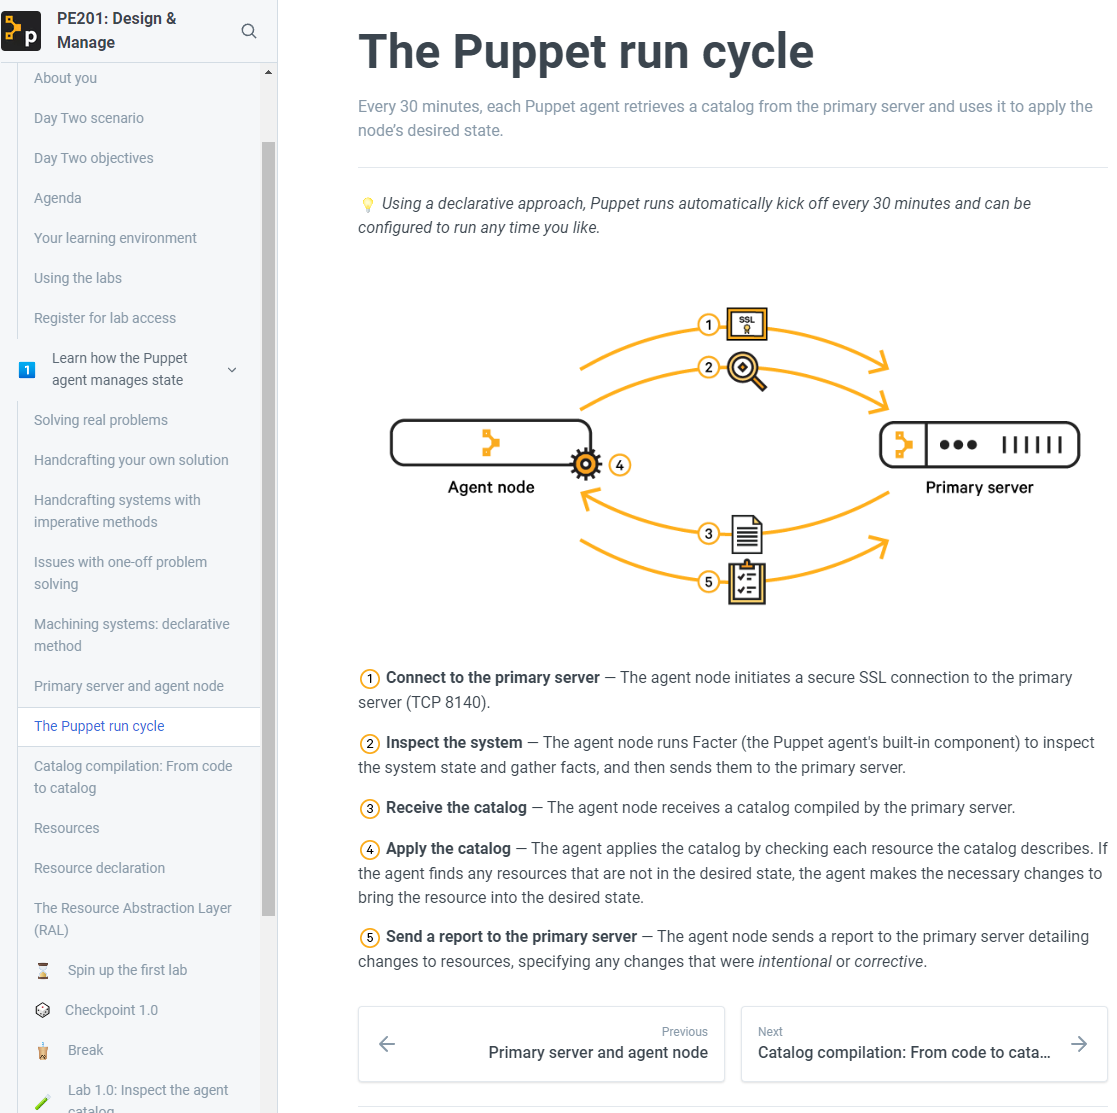 PE201: Design &
Manage
About you
Day Two scenario
Day Two objectives
Agenda
Your learning environment
Using the labs
Register for lab access
1
Learn how the Puppet
agent manages state
Solving real problems
Handcrafting your own solution
Handcrafting systems with
imperative methods
Issues with one-off problem
solving
Machining systems: declarative
method
Primary server and agent node
The Puppet run cycle
Catalog compilation: From code
to catalog
Resources
Resource declaration
The Resource Abstraction Layer
(RAL)
Spin up the first lab
Checkpoint 1.0
Break
Lab 1.0: Inspect the agent
catalog
The Puppet run cycle
Every 30 minutes, each Puppet agent retrieves a catalog from the primary server and uses it to apply the
node’s desired state.
💡 Using a declarative approach, Puppet runs automatically kick off every 30 minutes and can be
configured to run any time you like.
1 SSL
2
4
Agent node
Primary server
3
5
1 Connect to the primary server — The agent node initiates a secure SSL connection to the primary
server (TCP 8140).
2 Inspect the system — The agent node runs Facter (the Puppet agent's built-in component) to inspect
the system state and gather facts, and then sends them to the primary server.
3 Receive the catalog — The agent node receives a catalog compiled by the primary server.
4 Apply the catalog — The agent applies the catalog by checking each resource the catalog describes. If
the agent finds any resources that are not in the desired state, the agent makes the necessary changes to
bring the resource into the desired state.
5 Send a report to the primary server — The agent node sends a report to the primary server detailing
changes to resources, specifying any changes that were intentional or corrective.
Previous
Primary server and agent node
Next
Catalog compilation: From code to cata...